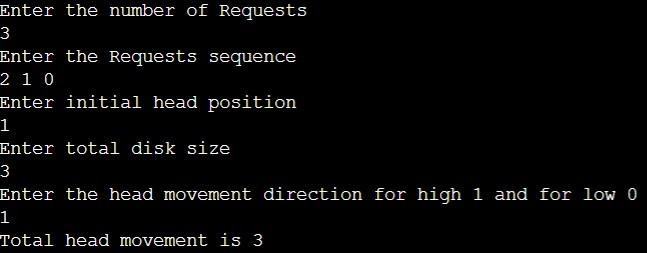 Enter the number of Requests
3
Enter the Requests sequence
2 1 0
Enter initial head position
1
Enter total disk size
3
Enter the head movement direction for high 1 and for low 0
1
Total head movement is 3